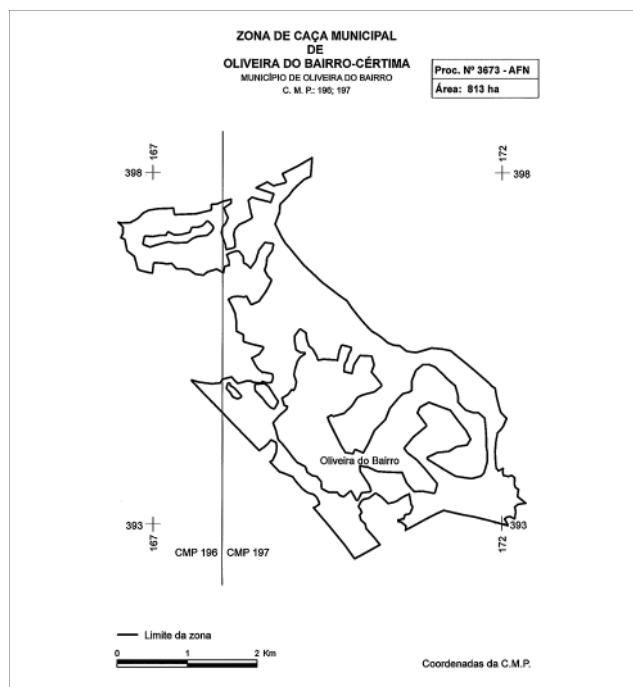 ZONA DE CAÇA MUNICIPAL
DE
OLIVEIRA DO BAIRRO-CÉRTIMA
MUNICÍPIO DE OLIVEIRA DO BAIRRO
C. M. P.: 196; 197
Proc. Nº 3673 - AFN
Área: 813 ha
167
398
172
398
Oliveira do Bairro
393
167
393
172
CMP 196
CMP 197
Limite da zona
0 1 2 Km
Coordenadas da C.M.P.